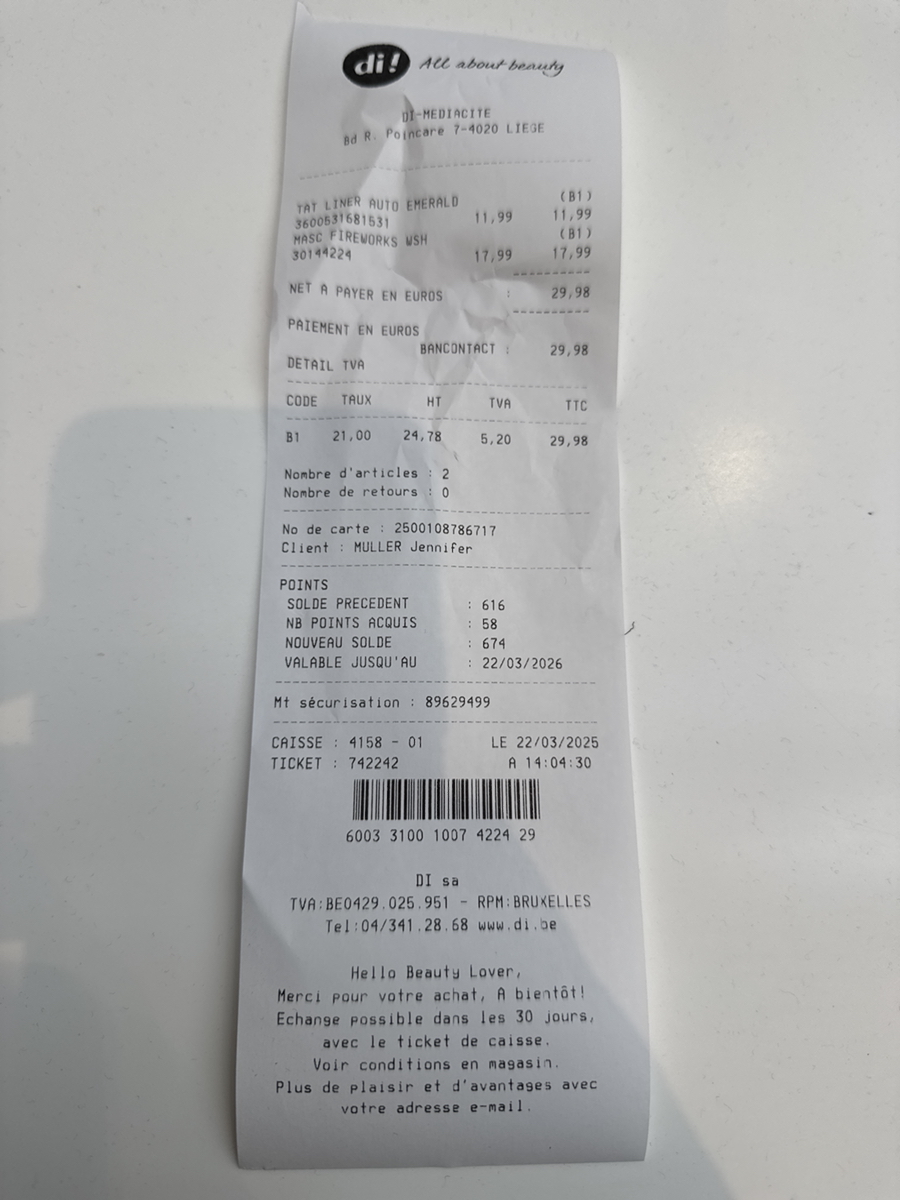 di! All about beauty
DI-MEDIACITE
Bd R. Poincare 7-4020 LIEGE
(B1)
TAT LINER AUTO EMERALD
3600531681531 11,99 11,99
(B1)
MASC FIREWORKS WSH
30144224 17,99 17,99
NET A PAYER EN EUROS : 29,98
PAIEMENT EN EUROS
BANCONTACT : 29,98
DETAIL TVA
CODE TAUX HT TVA TTC
B1 21,00 24,78 5,20 29,98
Nombre d'articles : 2
Nombre de retours : 0
No de carte : 2500108786717
Client : MULLER Jennifer
POINTS
SOLDE PRECEDENT : 616
NB POINTS ACQUIS : 58
NOUVEAU SOLDE : 674
VALABLE JUSQU'AU : 22/03/2026
Mt sécurisation : 89629499
CAISSE : 4158 - 01 LE 22/03/2025
TICKET : 742242 A 14:04:30
6003 3100 1007 4224 29
DI sa
TVA:BE0429.025.951 - RPM:BRUXELLES
Tel:04/341.28.68 www.di.be
Hello Beauty Lover,
Merci pour votre achat, A bientôt!
Echange possible dans les 30 jours,
avec le ticket de caisse.
Voir conditions en magasin.
Plus de plaisir et d'avantages avec
votre adresse e-mail.